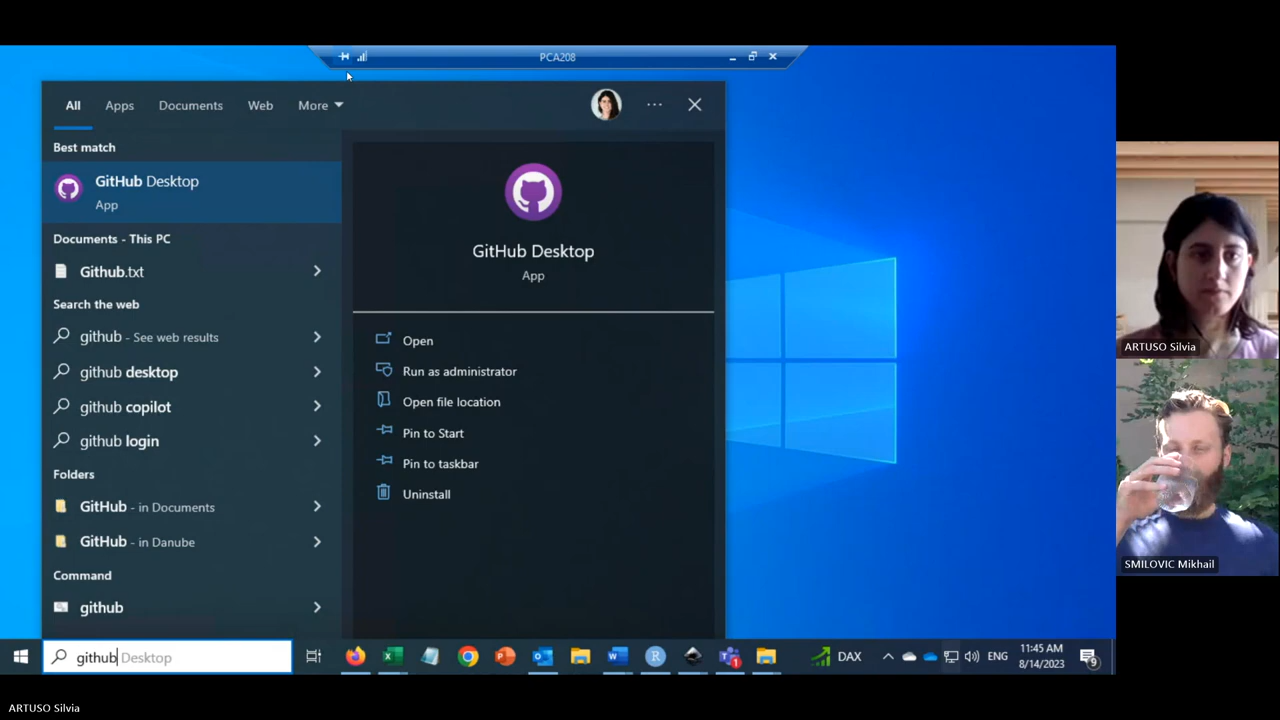 PCA208
All Apps Documents Web More
Best match
GitHub Desktop
App
Documents - This PC
Github.txt
Search the web
github - See web results
github desktop
github copilot
github login
Folders
GitHub - in Documents
GitHub - in Danube
Command
github
GitHub Desktop
App
Open
Run as administrator
Open file location
Pin to Start
Pin to taskbar
Uninstall
github Desktop
DAX
ENG
11:45 AM
8/14/2023
9
1
ARTUSO Silvia
SMILOVIC Mikhail
ARTUSO Silvia